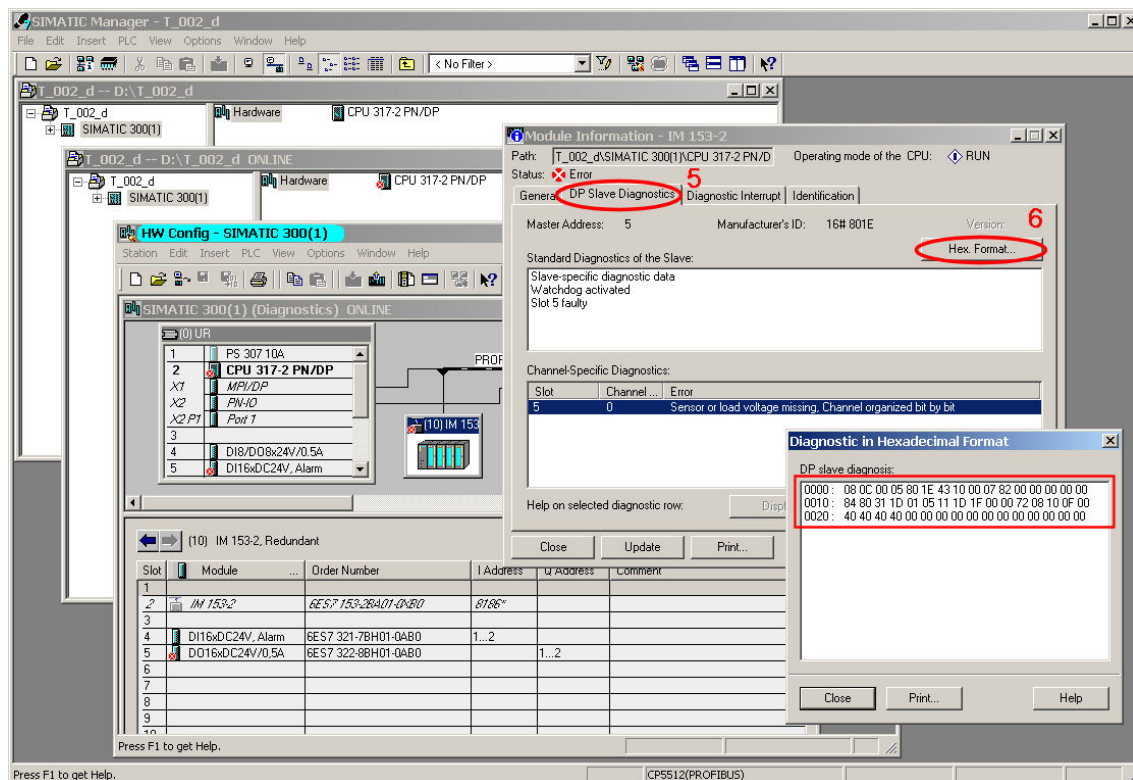 SIMATIC Manager - T_002_d
File Edit Insert PLC View Options Window Help
< No Filter >
T_002_d -- D:\T_002_d
T_002_d
SIMATIC 300(1)
Hardware
CPU 317-2 PN/DP
T_002_d -- D:\T_002_d ONLINE
T_002_d
SIMATIC 300(1)
Hardware
CPU 317-2 PN/DP
HW Config - SIMATIC 300(1)
Station Edit Insert PLC View Options Window Help
SIMATIC 300(1) (Diagnostics) ONLINE
(0) UR
1 PS 307 10A
2 CPU 317-2 PN/DP
X1 MPI/DP
X2 PN-IO
X2 P1 Port 1
3
4 DI8/DO8x24V/0.5A
5 DI16xDC24V, Alarm
PROF
(10) IM 153
(10) IM 153-2, Redundant
Slot Module ... Order Number I Address Q Address Comment
1
2 IM 153-2 6ES7 153-2BA01-0XB0 8186*
3
4 DI16xDC24V, Alarm 6ES7 321-7BH01-0AB0 1...2
5 DO16xDC24V/0,5A 6ES7 322-8BH01-0AB0 1...2
6
7
8
9
10
Press F1 to get Help.
Module Information - IM 153-2
Path: T_002_d\SIMATIC 300(1)\CPU 317-2 PN/D Operating mode of the CPU: RUN
Status: Error
5
General DP Slave Diagnostics Diagnostic Interrupt Identification
Master Address: 5 Manufacturer's ID: 16# 801E Version:
6
Hex. Format...
Standard Diagnostics of the Slave:
Slave-specific diagnostic data
Watchdog activated
Slot 5 faulty
Channel-Specific Diagnostics:
Slot Channel ... Error
5 0 Sensor or load voltage missing, Channel organized bit by bit
Help on selected diagnostic row: Disp
Close Update Print...
Diagnostic in Hexadecimal Format
DP slave diagnosis:
0000 : 08 0C 00 05 80 1E 43 10 00 07 82 00 00 00 00 00
0010 : 84 80 31 1D 01 05 11 1D 1F 00 00 72 08 10 0F 00
0020 : 40 40 40 40 00 00 00 00 00 00 00 00 00 00 00 00
Close Print... Help
Press F1 to get Help. CP5512(PROFIBUS)